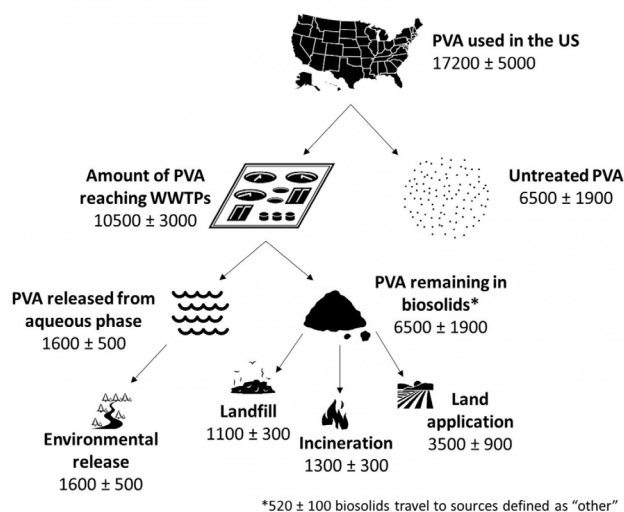 PVA used in the US
17200 ± 5000
Amount of PVA
reaching WWTPs
10500 ± 3000
Untreated PVA
6500 ± 1900
PVA released from
aqueous phase
1600 ± 500
PVA remaining in
biosolids*
6500 ± 1900
Environmental
release
1600 ± 500
Landfill
1100 ± 300
Incineration
1300 ± 300
Land
application
3500 ± 900
*520 ± 100 biosolids travel to sources defined as “other”